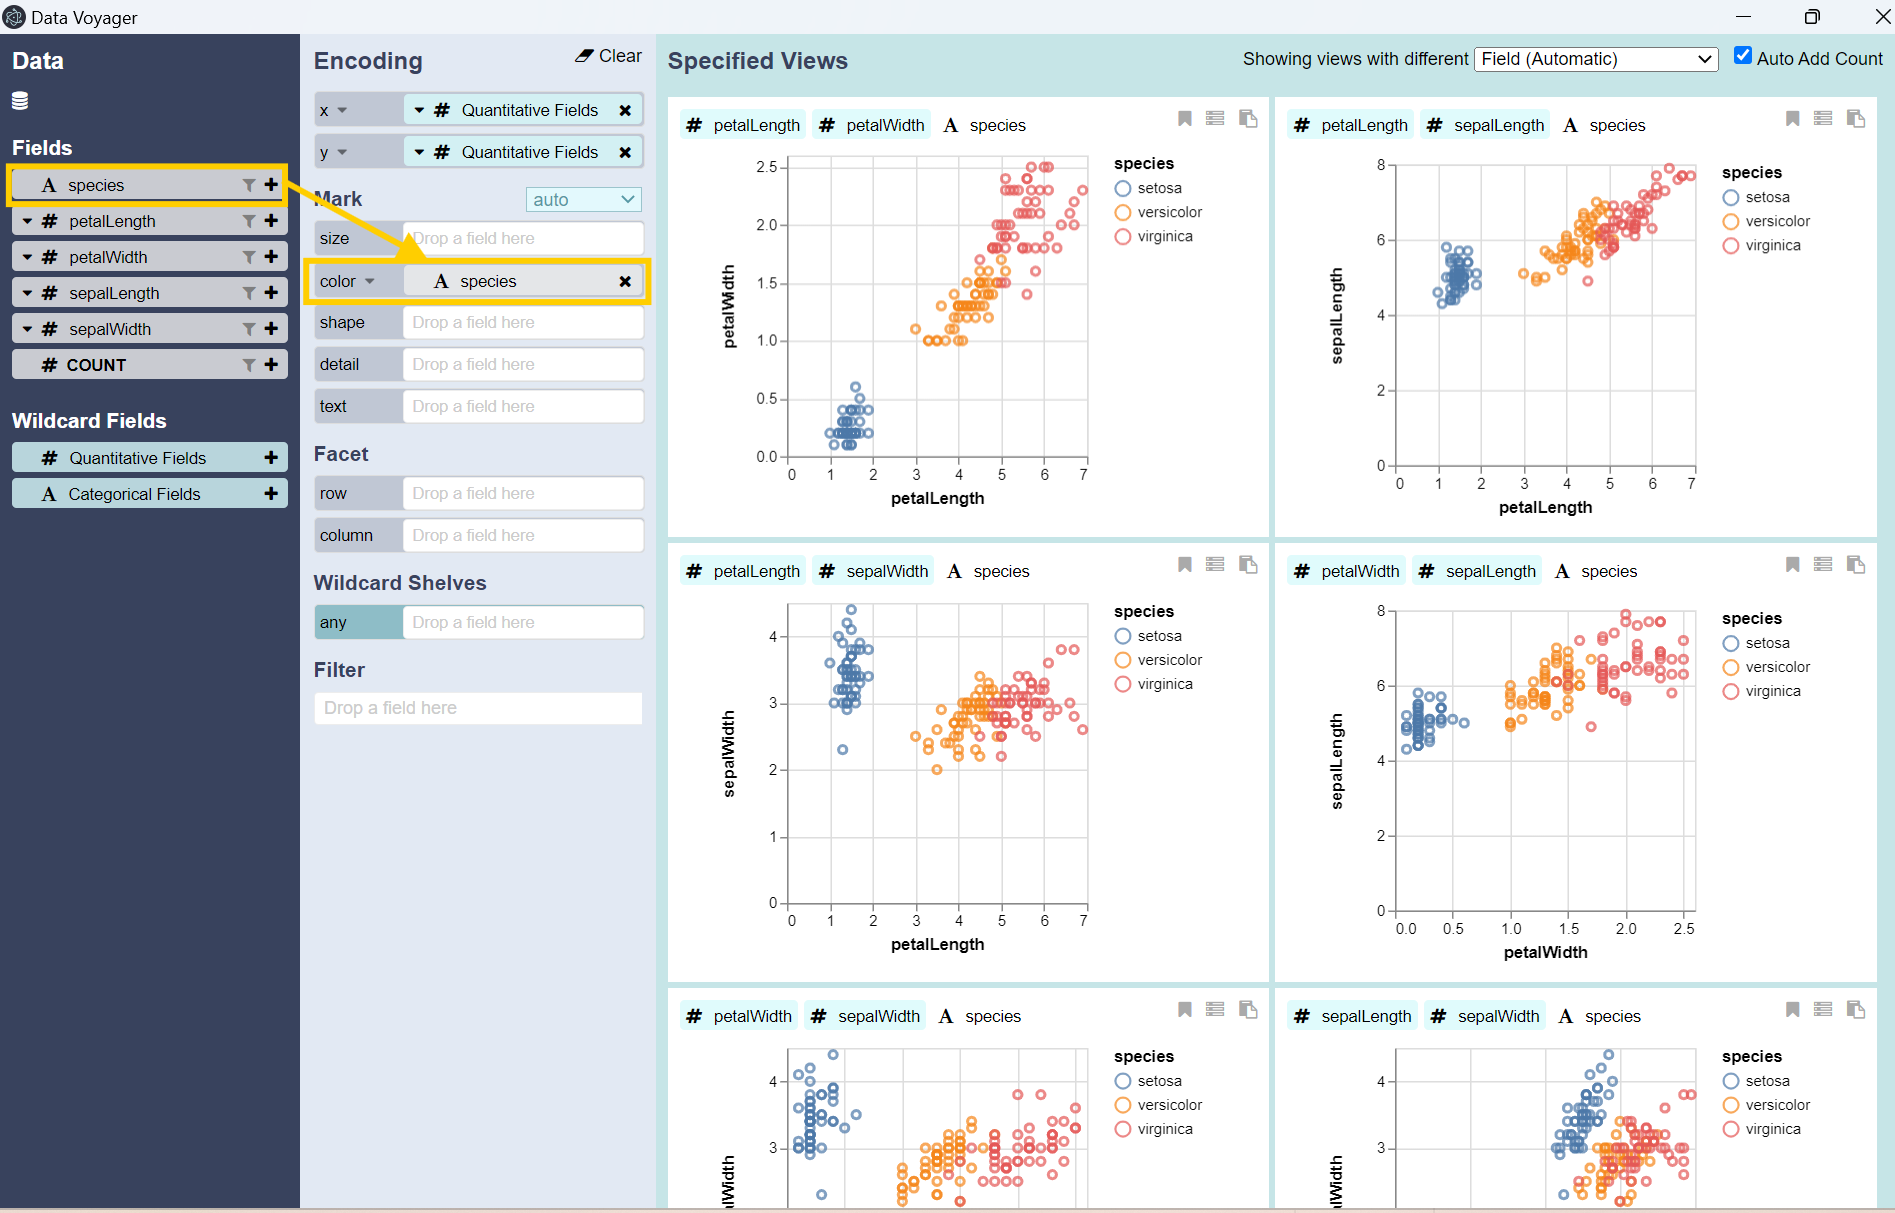 Data Voyager
Data
Fields
A species
# petalLength
# petalWidth
# sepalLength
# sepalWidth
# COUNT
Wildcard Fields
# Quantitative Fields
A Categorical Fields
Encoding
Clear
x # Quantitative Fields
y # Quantitative Fields
Mark auto
size Drop a field here
color A species
shape Drop a field here
detail Drop a field here
text Drop a field here
Facet
row Drop a field here
column Drop a field here
Wildcard Shelves
any Drop a field here
Filter
Drop a field here
Specified Views
Showing views with different Field (Automatic) Auto Add Count
# petalLength # petalWidth A species
2.5
2.0
1.5
1.0
0.5
0.0
petalWidth
0 1 2 3 4 5 6 7
petalLength
species
setosa
versicolor
virginica
# petalLength # sepalLength A species
8
6
4
2
0
sepalLength
0 1 2 3 4 5 6 7
petalLength
species
setosa
versicolor
virginica
# petalLength # sepalWidth A species
4
3
2
1
0
sepalWidth
0 1 2 3 4 5 6 7
petalLength
species
setosa
versicolor
virginica
# petalWidth # sepalLength A species
8
6
4
2
0
sepalLength
0.0 0.5 1.0 1.5 2.0 2.5
petalWidth
species
setosa
versicolor
virginica
# petalWidth # sepalWidth A species
4
3
lWidth
species
setosa
versicolor
virginica
# sepalLength # sepalWidth A species
4
3
lWidth
species
setosa
versicolor
virginica